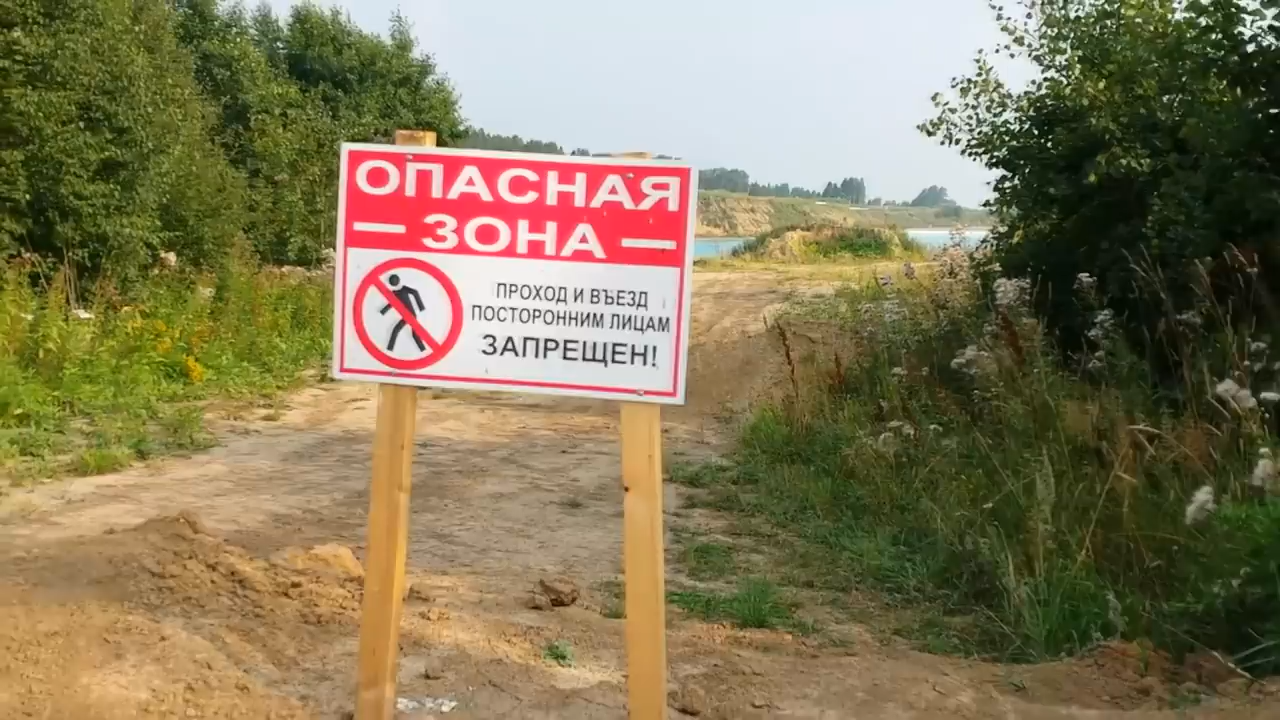 ОПАСНАЯ
ЗОНА
ПРОХОД И ВЪЕЗД
ПОСТОРОННИМ ЛИЦАМ
ЗАПРЕЩЕН!